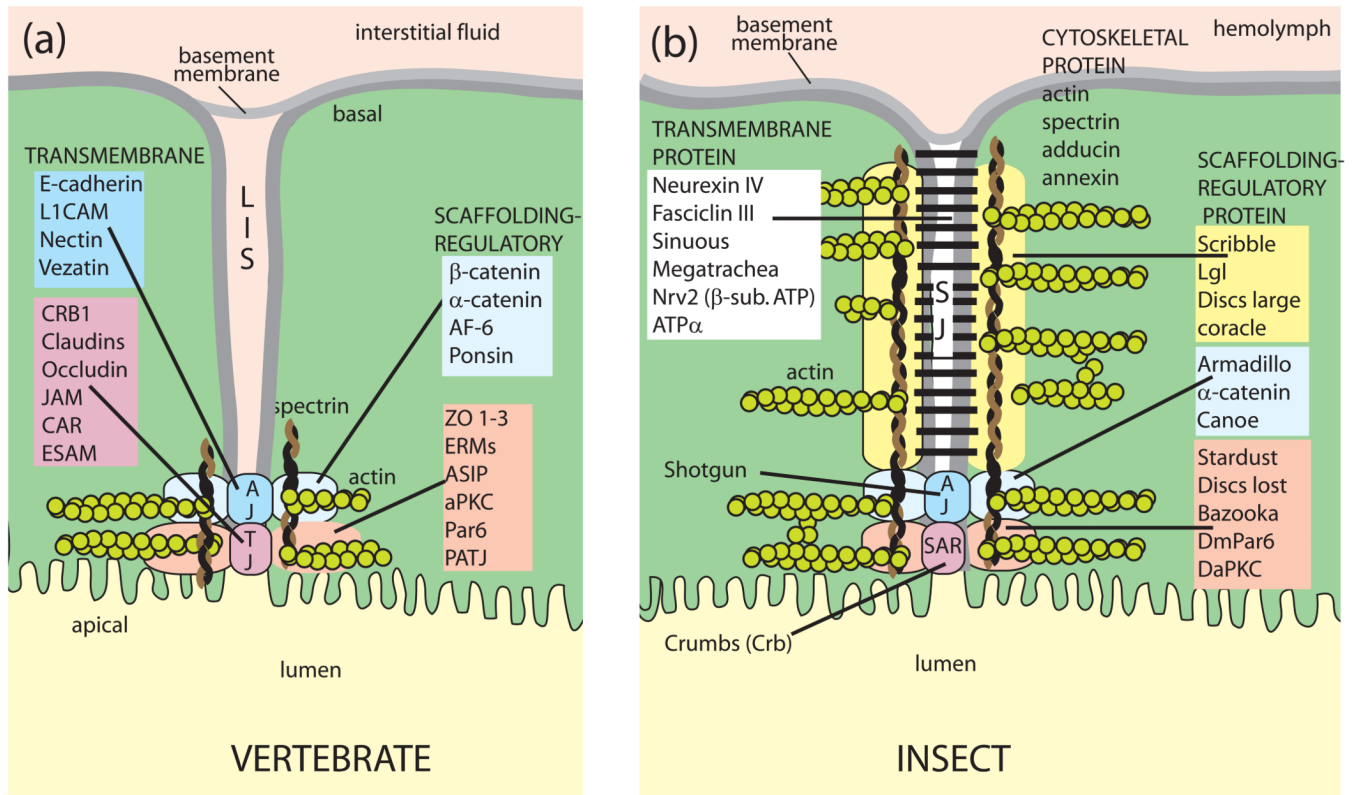 (a)
interstitial fluid
basement
membrane
basal
TRANSMEMBRANE
E-cadherin
L1CAM
Nectin
Vezatin
L
I
S
SCAFFOLDING-
REGULATORY
β-catenin
α-catenin
AF-6
Ponsin
CRB1
Claudins
Occludin
JAM
CAR
ESAM
spectrin
ZO 1-3
ERMs
ASIP
aPKC
Par6
PATJ
actin
A
J
T
J
apical
lumen
VERTEBRATE
(b)
basement
membrane
CYTOSKELETAL
PROTEIN
actin
spectrin
adducin
annexin
hemolymph
TRANSMEMBRANE
PROTEIN
Neurexin IV
Fasciclin III
Sinuous
Megatrachea
Nrv2 (β-sub. ATP)
ATPα
SCAFFOLDING-
REGULATORY
PROTEIN
Scribble
Lgl
Discs large
coracle
S
J
Armadillo
α-catenin
Canoe
actin
Shotgun
A
J
SAR
Stardust
Discs lost
Bazooka
DmPar6
DaPKC
Crumbs (Crb)
lumen
INSECT